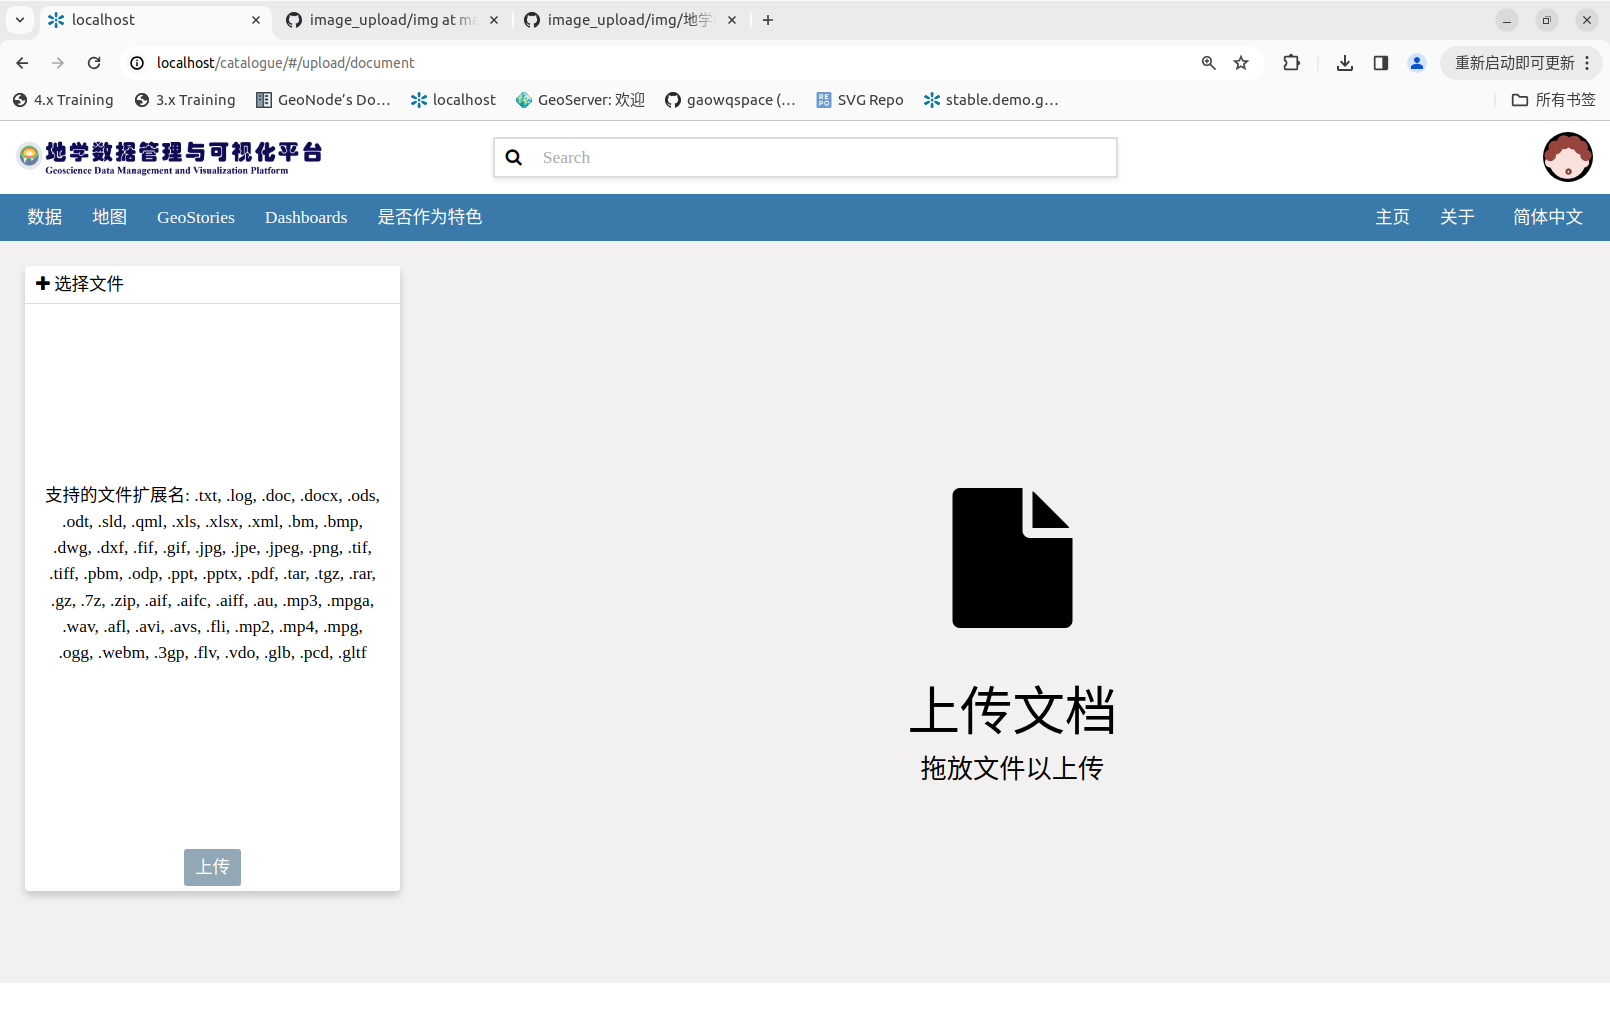 localhost
image_upload/img at ma
image_upload/img/地学
localhost/catalogue/#/upload/document
重新启动即可更新
4.x Training
3.x Training
GeoNode's Do...
localhost
GeoServer: 欢迎
gaowqspace (...
SVG Repo
stable.demo.g...
所有书签
地学数据管理与可视化平台
Geoscience Data Management and Visualization Platform
Search
数据
地图
GeoStories
Dashboards
是否作为特色
主页
关于
简体中文
选择文件
支持的文件扩展名: .txt, .log, .doc, .docx, .ods,
.odt, .sld, .qml, .xls, .xlsx, .xml, .bm, .bmp,
.dwg, .dxf, .fif, .gif, .jpg, .jpe, .jpeg, .png, .tif,
.tiff, .pbm, .odp, .ppt, .pptx, .pdf, .tar, .tgz, .rar,
.gz, .7z, .zip, .aif, .aifc, .aiff, .au, .mp3, .mpga,
.wav, .afl, .avi, .avs, .fli, .mp2, .mp4, .mpg,
.ogg, .webm, .3gp, .flv, .vdo, .glb, .pcd, .gltf
上传
上传文档
拖放文件以上传